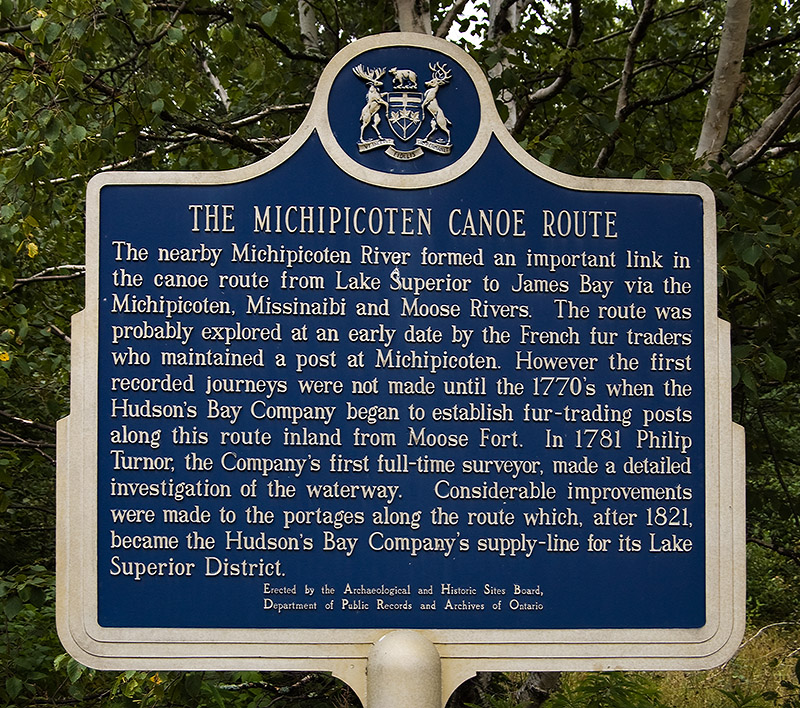 THE MICHIPICOTEN CANOE ROUTE
The nearby Michipicoten River formed an important link in
the canoe route from Lake Superior to James Bay via the
Michipicoten, Missinaibi and Moose Rivers. The route was
probably explored at an early date by the French fur traders
who maintained a post at Michipicoten. However the first
recorded journeys were not made until the 1770's when the
Hudson's Bay Company began to establish fur-trading posts
along this route inland from Moose Fort. In 1781 Philip
Turnor, the Company's first full-time surveyor, made a detailed
investigation of the waterway. Considerable improvements
were made to the portages along the route which, after 1821,
became the Hudson's Bay Company's supply-line for its Lake
Superior District.
Erected by the Archaeological and Historic Sites Board,
Department of Public Records and Archives of Ontario